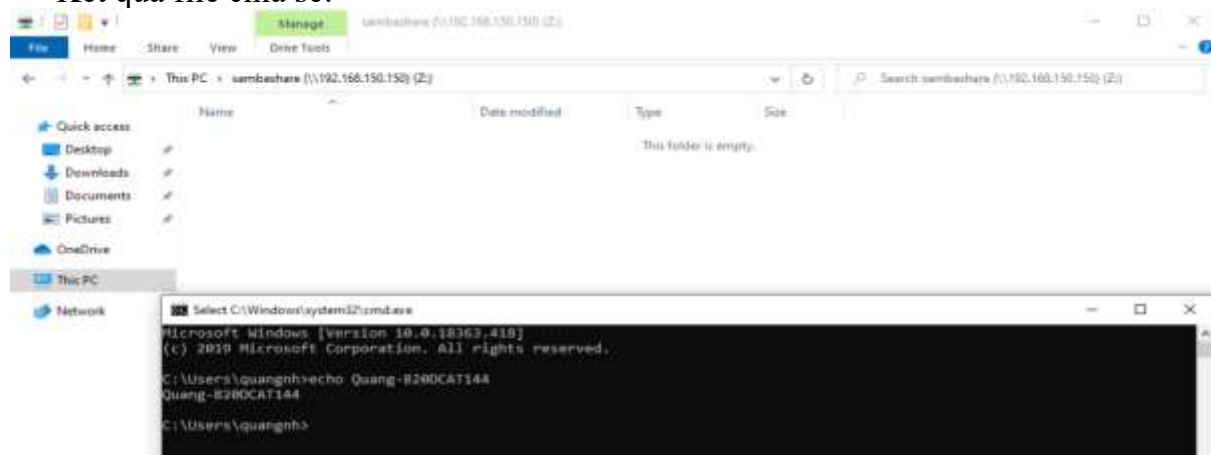 Kết quả file chia sẻ:
Manage sambashare (\\192.168.150.150) (Z:)
File Home Share View Drive Tools
This PC › sambashare (\\192.168.150.150) (Z:) Search sambashare (\\192.168.150.150) (Z:)
Name Date modified Type Size
This folder is empty.
Quick access
Desktop
Downloads
Documents
Pictures
OneDrive
This PC
Network
Select C:\Windows\system32\cmd.exe
Microsoft Windows [Version 10.0.18363.418]
(c) 2019 Microsoft Corporation. All rights reserved.
C:\Users\quangnh>echo Quang-B20DCAT144
Quang-B20DCAT144
C:\Users\quangnh>